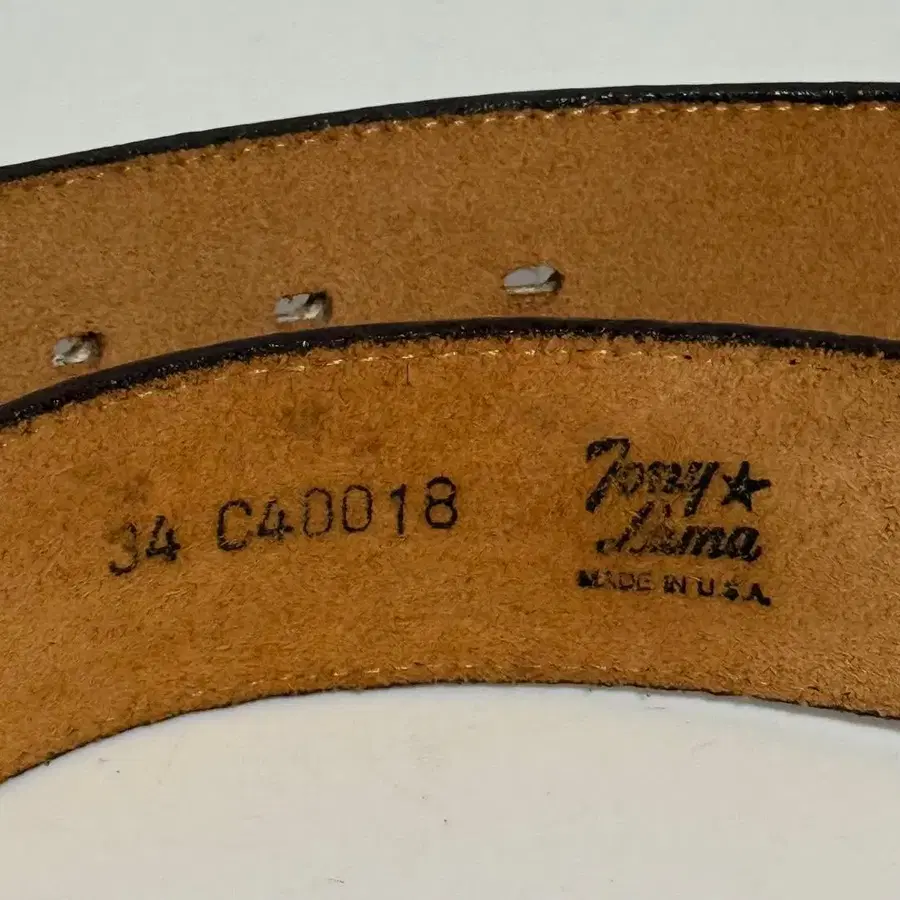 34 C40018
Tony
Lama
MADE IN U.S.A.